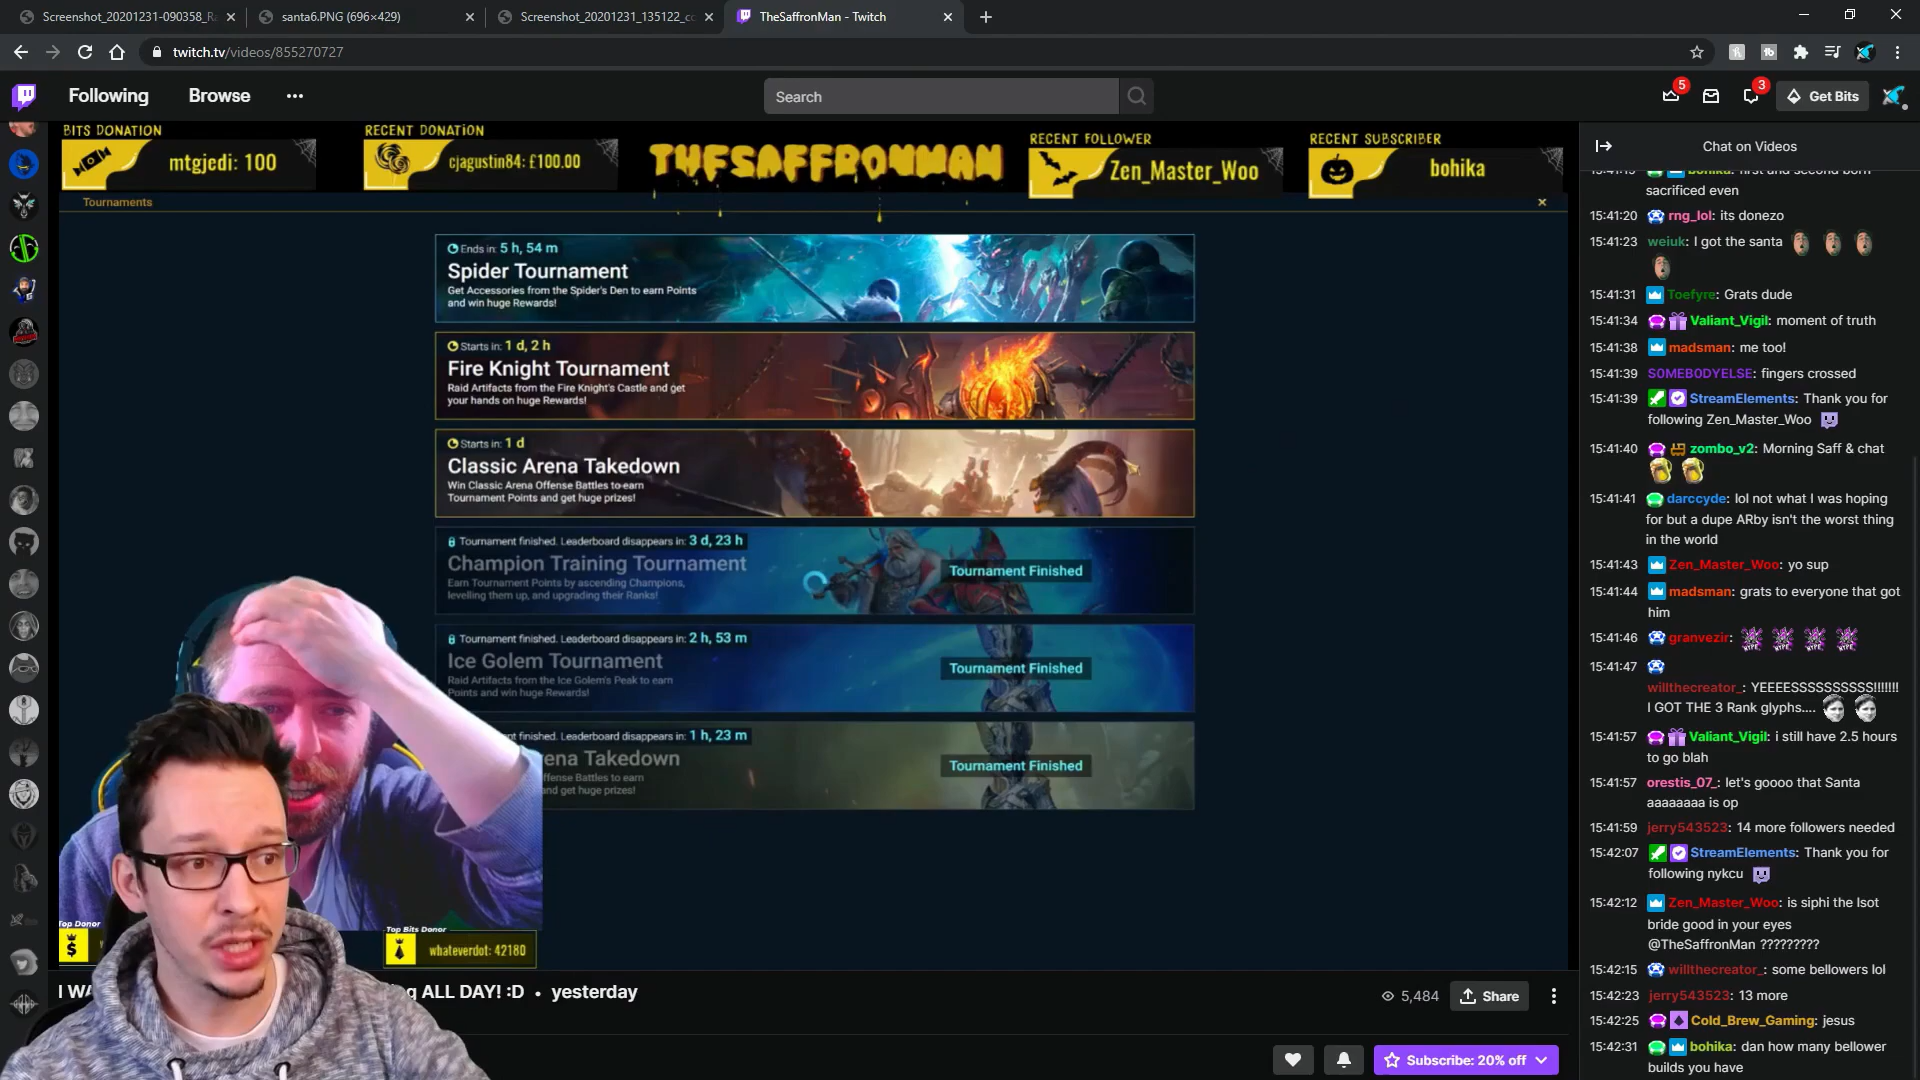 Screenshot_20201231-090358_R
santa6.PNG (696×429)
Screenshot_20201231_135122_c
TheSaffronMan - Twitch
twitch.tv/videos/855270727
Following
Browse
Search
5
3
Get Bits
BITS DONATION
mtgjedi: 100
RECENT DONATION
cjagustin84: £100.00
THESAFFRONMAN
RECENT FOLLOWER
Zen_Master_Woo
RECENT SUBSCRIBER
bohika
Tournaments
Ends in: 5 h, 54 m
Spider Tournament
Get Accessories from the Spider's Den to earn Points
and win huge Rewards!
Starts in: 1 d, 2 h
Fire Knight Tournament
Raid Artifacts from the Fire Knight's Castle and get
your hands on huge Rewards!
Starts in: 1 d
Classic Arena Takedown
Win Classic Arena Offense Battles to earn
Tournament Points and get huge prizes!
Tournament finished. Leaderboard disappears in: 3 d, 23 h
Champion Training Tournament
Earn Tournament Points by ascending Champions,
levelling them up, and upgrading their Ranks!
Tournament Finished
Tournament finished. Leaderboard disappears in: 2 h, 53 m
Ice Golem Tournament
Raid Artifacts from the Ice Golem's Peak to earn
Points and win huge Rewards!
Tournament Finished
nt finished. Leaderboard disappears in: 1 h, 23 m
ena Takedown
ffense Battles to earn
nd get huge prizes!
Tournament Finished
Top Donor
Top Bits Donor
whateverdot: 42180
I WA
g ALL DAY! :D • yesterday
5,484
Share
Subscribe: 20% off
Chat on Videos
bohika: first and second born
sacrificed even
15:41:20 rng_lol: its donezo
15:41:23 weiuk: I got the santa
15:41:31 Toefyre: Grats dude
15:41:34 Valiant_Vigil: moment of truth
15:41:38 madsman: me too!
15:41:39 S0MEB0DYELSE: fingers crossed
15:41:39 StreamElements: Thank you for
following Zen_Master_Woo
15:41:40 zombo_v2: Morning Saff & chat
15:41:41 darccyde: lol not what I was hoping
for but a dupe ARby isn't the worst thing
in the world
15:41:43 Zen_Master_Woo: yo sup
15:41:44 madsman: grats to everyone that got
him
15:41:46 granvezir:
15:41:47
willthecreator_: YEEEESSSSSSSSSS!!!!!!!
I GOT THE 3 Rank glyphs....
15:41:57 Valiant_Vigil: i still have 2.5 hours
to go blah
15:41:57 orestis_07_: let's goooo that Santa
aaaaaaaa is op
15:41:59 jerry543523: 14 more followers needed
15:42:07 StreamElements: Thank you for
following nykcu
15:42:12 Zen_Master_Woo: is siphi the lsot
bride good in your eyes
@TheSaffronMan ?????????
15:42:15 willthecreator_: some bellowers lol
15:42:23 jerry543523: 13 more
15:42:25 Cold_Brew_Gaming: jesus
15:42:31 bohika: dan how many bellower
builds you have